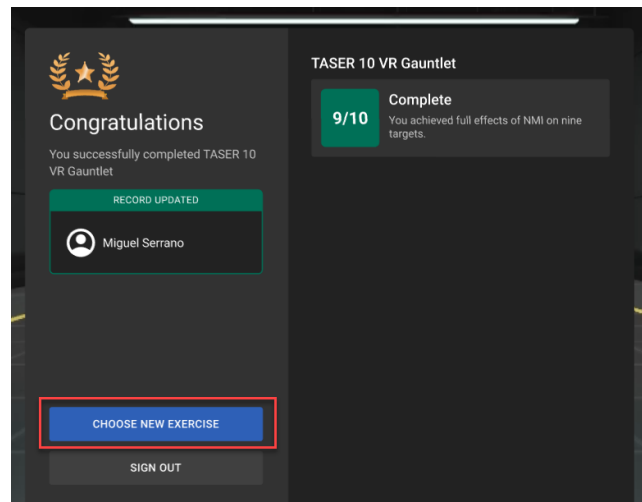 Congratulations
You successfully completed TASER 10
VR Gauntlet
RECORD UPDATED
Miguel Serrano
CHOOSE NEW EXERCISE
SIGN OUT
TASER 10 VR Gauntlet
9/10
Complete
You achieved full effects of NMI on nine
targets.